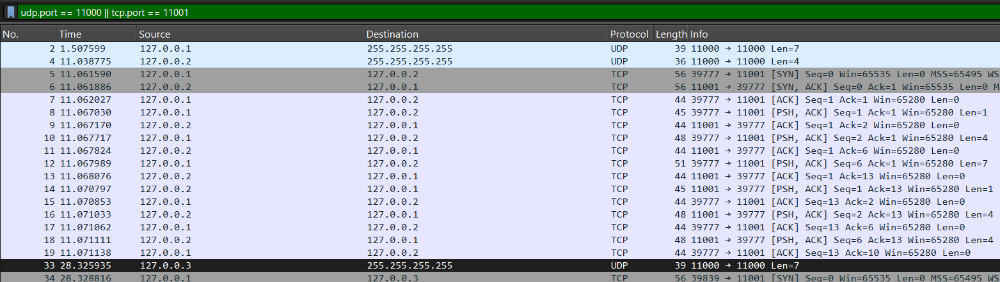 udp.port == 11000 || tcp.port == 11001
No. Time Source Destination Protocol Length Info
2 1.507599 127.0.0.1 255.255.255.255 UDP 39 11000 → 11000 Len=7
4 11.038775 127.0.0.2 255.255.255.255 UDP 36 11000 → 11000 Len=4
5 11.061590 127.0.0.1 127.0.0.2 TCP 56 39777 → 11001 [SYN] Seq=0 Win=65535 Len=0 MSS=65495 WS
6 11.061886 127.0.0.2 127.0.0.1 TCP 56 11001 → 39777 [SYN, ACK] Seq=0 Ack=1 Win=65535 Len=0 M
7 11.062027 127.0.0.1 127.0.0.2 TCP 44 39777 → 11001 [ACK] Seq=1 Ack=1 Win=65280 Len=0
8 11.067030 127.0.0.1 127.0.0.2 TCP 45 39777 → 11001 [PSH, ACK] Seq=1 Ack=1 Win=65280 Len=1
9 11.067170 127.0.0.2 127.0.0.1 TCP 44 11001 → 39777 [ACK] Seq=1 Ack=2 Win=65280 Len=0
10 11.067717 127.0.0.1 127.0.0.2 TCP 48 39777 → 11001 [PSH, ACK] Seq=2 Ack=1 Win=65280 Len=4
11 11.067824 127.0.0.2 127.0.0.1 TCP 44 11001 → 39777 [ACK] Seq=1 Ack=6 Win=65280 Len=0
12 11.067989 127.0.0.1 127.0.0.2 TCP 51 39777 → 11001 [PSH, ACK] Seq=6 Ack=1 Win=65280 Len=7
13 11.068076 127.0.0.2 127.0.0.1 TCP 44 11001 → 39777 [ACK] Seq=1 Ack=13 Win=65280 Len=0
14 11.070797 127.0.0.2 127.0.0.1 TCP 45 11001 → 39777 [PSH, ACK] Seq=1 Ack=13 Win=65280 Len=1
15 11.070853 127.0.0.1 127.0.0.2 TCP 44 39777 → 11001 [ACK] Seq=13 Ack=2 Win=65280 Len=0
16 11.071033 127.0.0.2 127.0.0.1 TCP 48 11001 → 39777 [PSH, ACK] Seq=2 Ack=13 Win=65280 Len=4
17 11.071062 127.0.0.1 127.0.0.2 TCP 44 39777 → 11001 [ACK] Seq=13 Ack=6 Win=65280 Len=0
18 11.071111 127.0.0.2 127.0.0.1 TCP 48 11001 → 39777 [PSH, ACK] Seq=6 Ack=13 Win=65280 Len=4
19 11.071138 127.0.0.1 127.0.0.2 TCP 44 39777 → 11001 [ACK] Seq=13 Ack=10 Win=65280 Len=0
33 28.325935 127.0.0.3 255.255.255.255 UDP 39 11000 → 11000 Len=7
34 28.328816 127.0.0.1 127.0.0.3 TCP 56 39839 → 11001 [SYN] Seq=0 Win=65535 Len=0 MSS=65495 WS